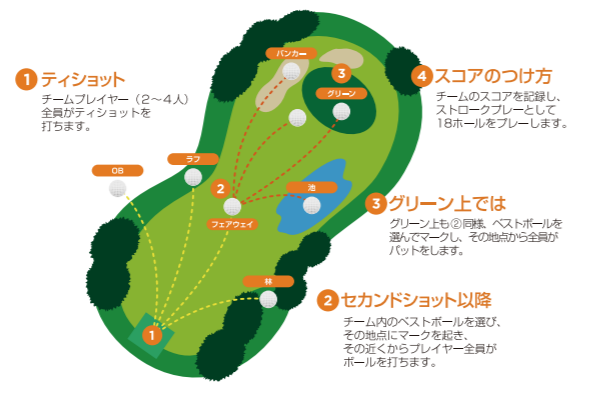 1 ティショット
チームプレイヤー（2〜4人）
全員がティショットを
打ちます。
4 スコアのつけ方
チームのスコアを記録し、
ストロークプレーとして
18ホールをプレーします。
バンカー
3
グリーン
ラフ
OB
2
池
フェアウェイ
3 グリーン上では
グリーン上も②同様、ベストボールを
選んでマークし、その地点から全員が
パットをします。
林
2 セカンドショット以降
チーム内のベストボールを選び、
その地点にマークを起き、
その近くからプレイヤー全員が
ボールを打ちます。
1